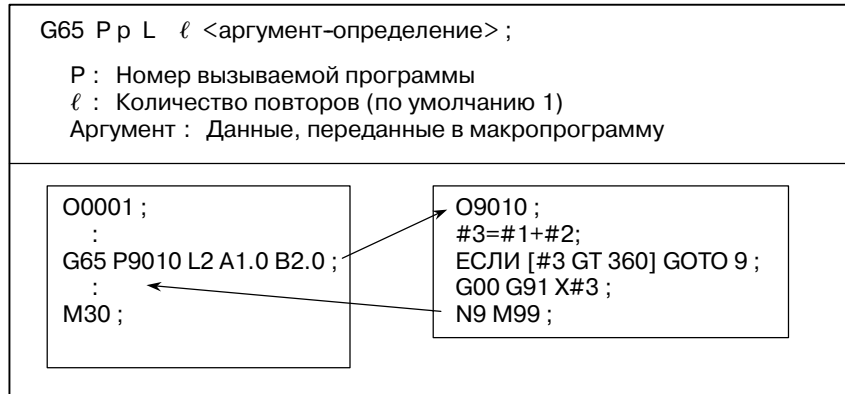 G65 P p L ℓ <аргумент-определение> ;
P : Номер вызываемой программы
ℓ : Количество повторов (по умолчанию 1)
Аргумент : Данные, переданные в макропрограмму
O0001 ;
:
G65 P9010 L2 A1.0 B2.0 ;
:
M30 ;
O9010 ;
#3=#1+#2;
ЕСЛИ [#3 GT 360] GOTO 9 ;
G00 G91 X#3 ;
N9 M99 ;